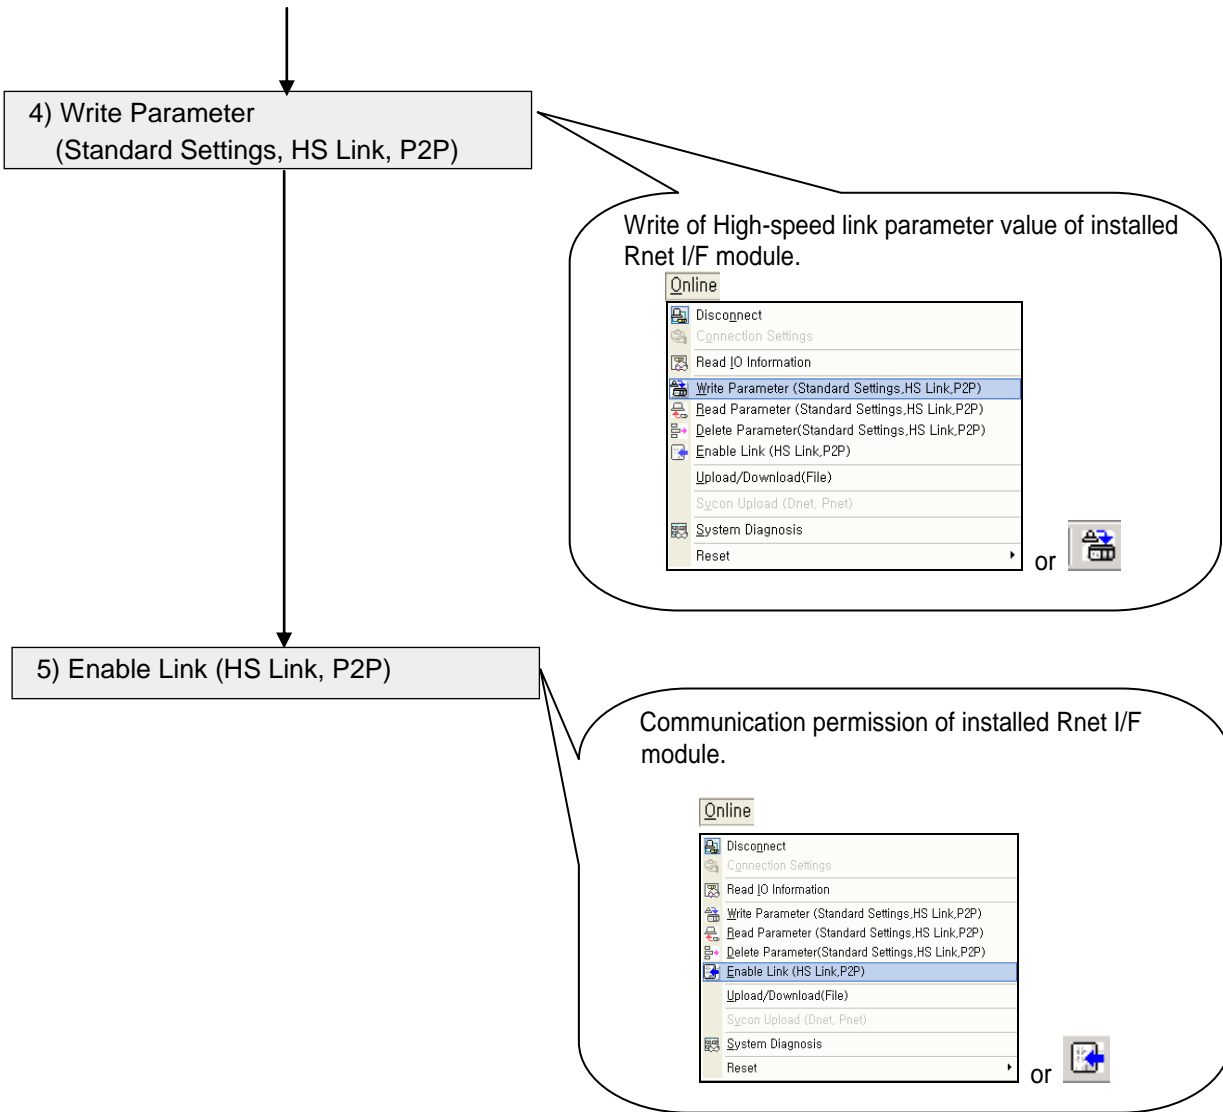 4) Write Parameter
(Standard Settings, HS Link, P2P)
Write of High-speed link parameter value of installed
Rnet I/F module.
Online
Disconnect
Connection Settings
Read IO Information
Write Parameter (Standard Settings,HS Link,P2P)
Read Parameter (Standard Settings,HS Link,P2P)
Delete Parameter(Standard Settings,HS Link,P2P)
Enable Link (HS Link,P2P)
Upload/Download(File)
Sycon Upload (Dnet, Pnet)
System Diagnosis
Reset
or
5) Enable Link (HS Link, P2P)
Communication permission of installed Rnet I/F
module.
Online
Disconnect
Connection Settings
Read IO Information
Write Parameter (Standard Settings,HS Link,P2P)
Read Parameter (Standard Settings,HS Link,P2P)
Delete Parameter(Standard Settings,HS Link,P2P)
Enable Link (HS Link,P2P)
Upload/Download(File)
Sycon Upload (Dnet, Pnet)
System Diagnosis
Reset
or